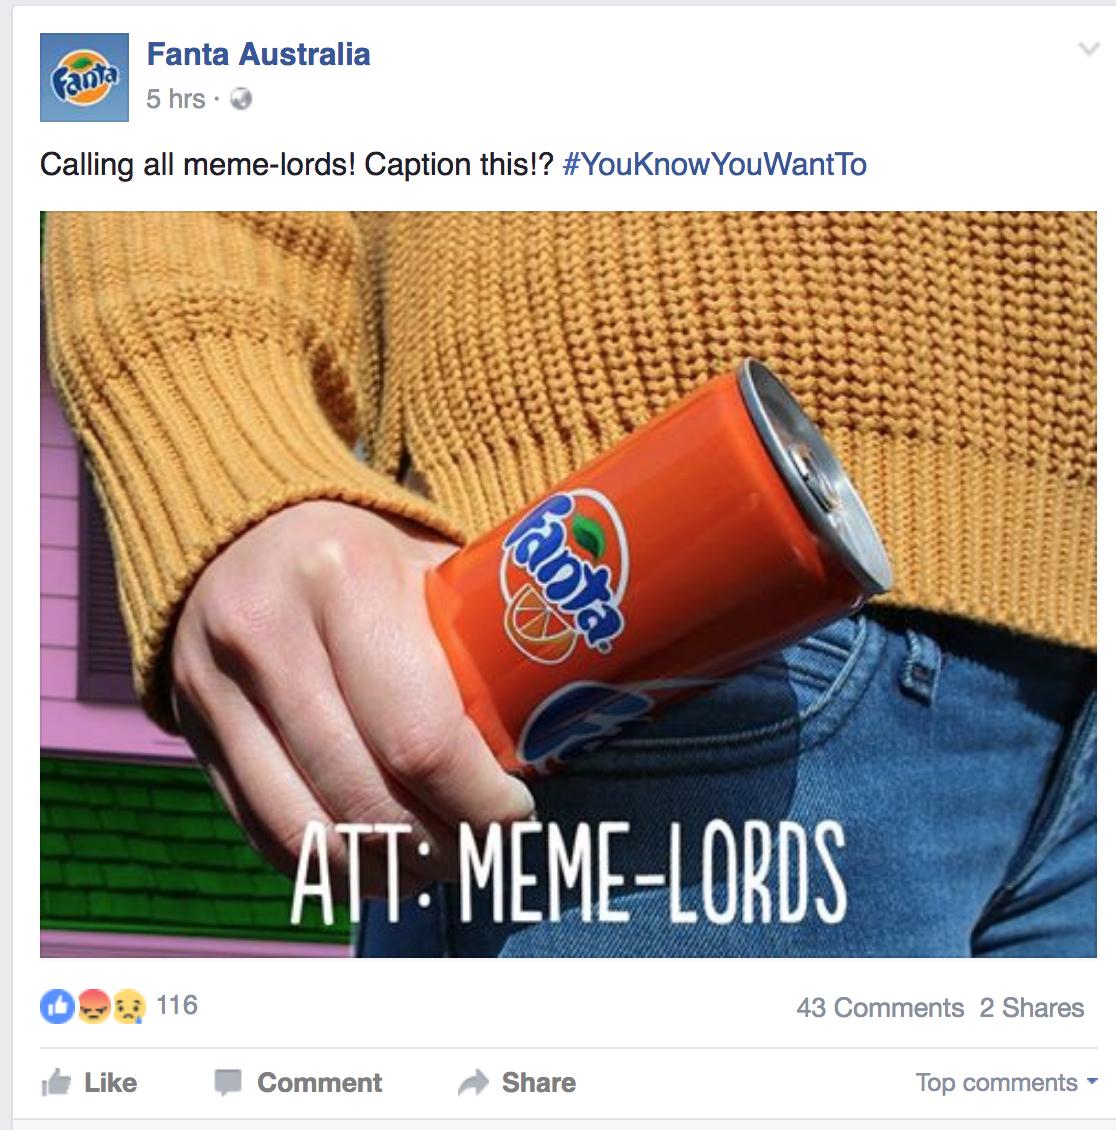 Fanta
Fanta Australia
5 hrs ·
Calling all meme-lords! Caption this!? #YouKnowYouWantTo
Fanta
ATT: MEME-LORDS
116
43 Comments 2 Shares
Like Comment Share Top comments